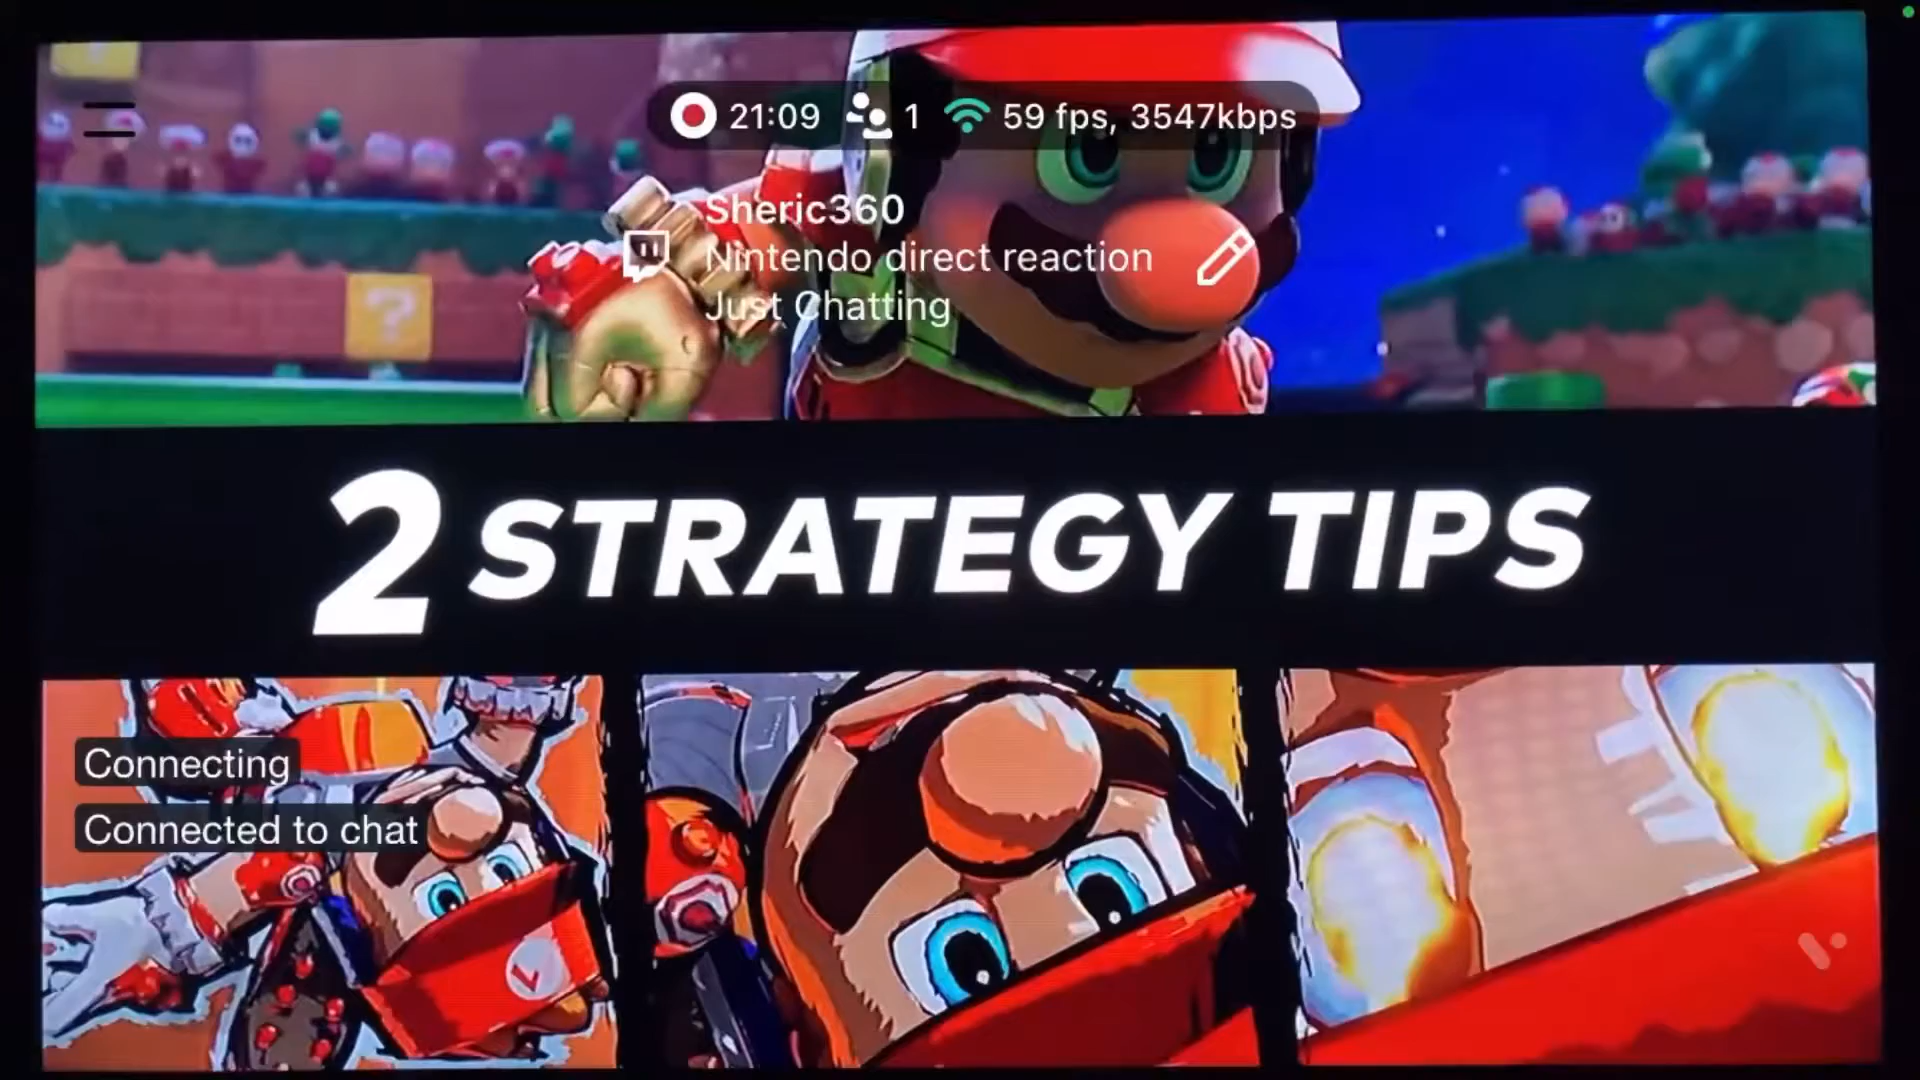 21:09 1 59 fps, 3547kbps
Sheric360
Nintendo direct reaction
Just Chatting
?
2 STRATEGY TIPS
Connecting
Connected to chat